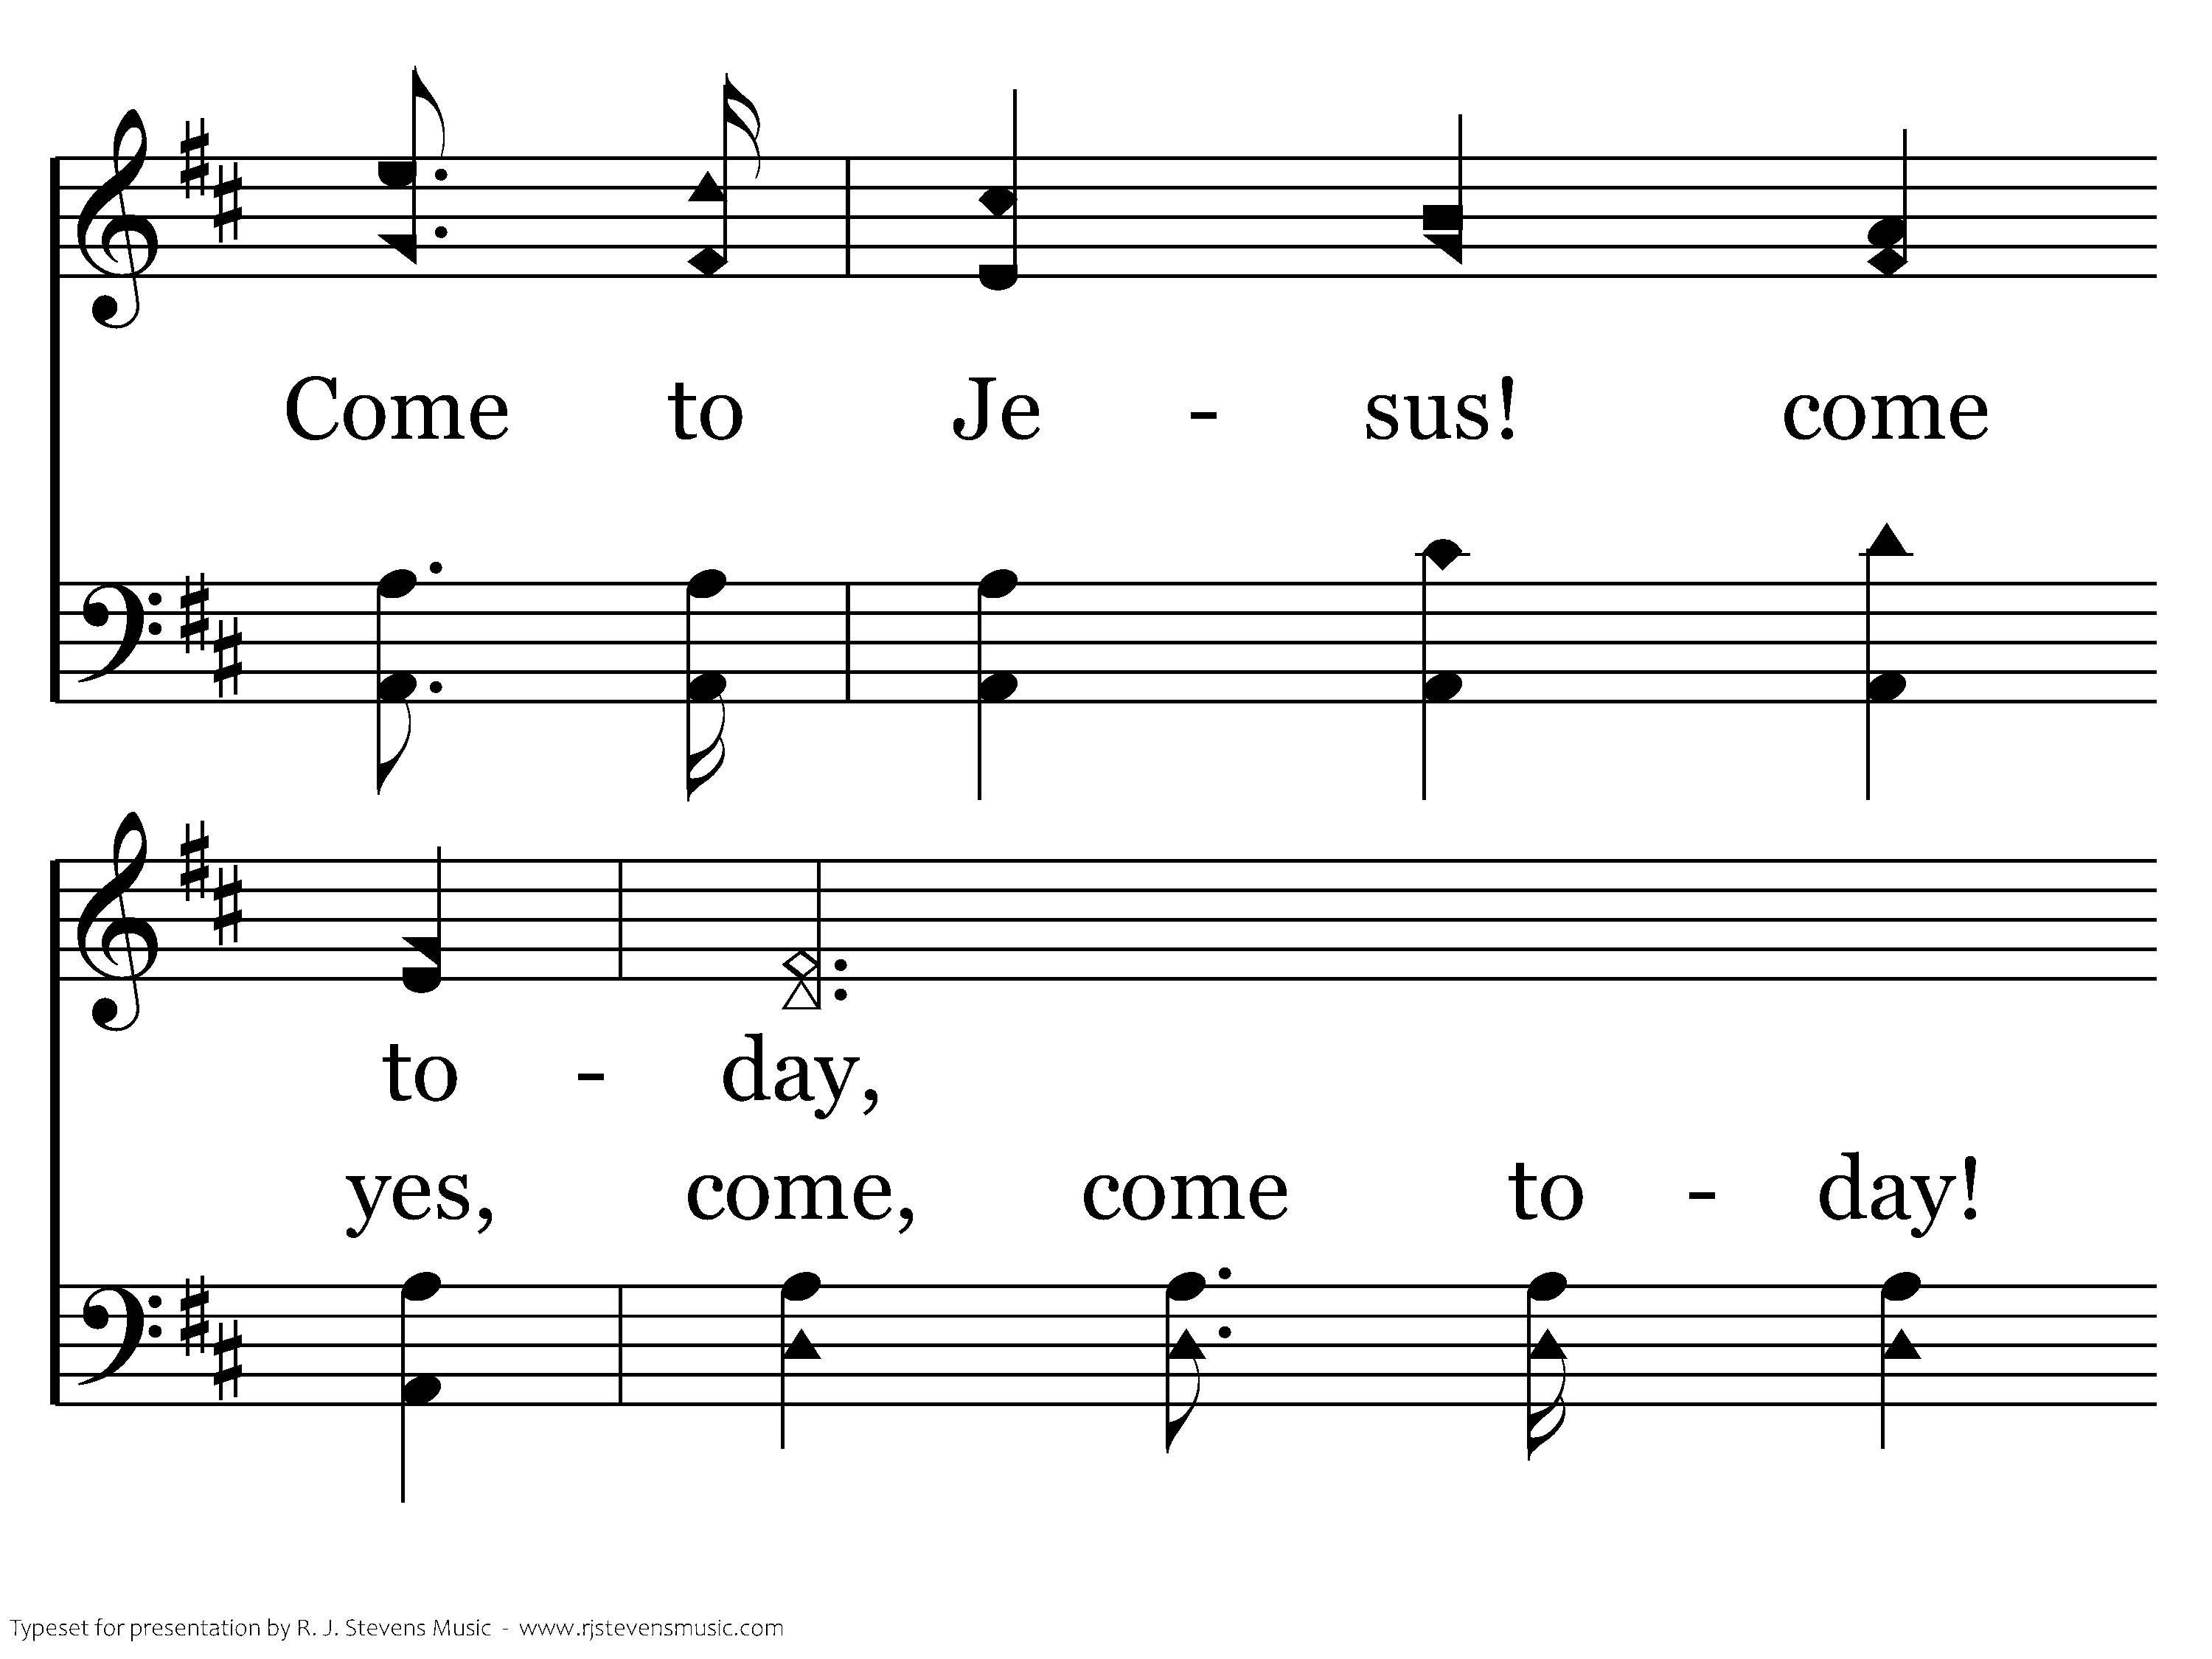 Come to Je - sus! come
to - day,
yes, come, come to - day!
Typeset for presentation by R. J. Stevens Music - www.rjstevensmusic.com